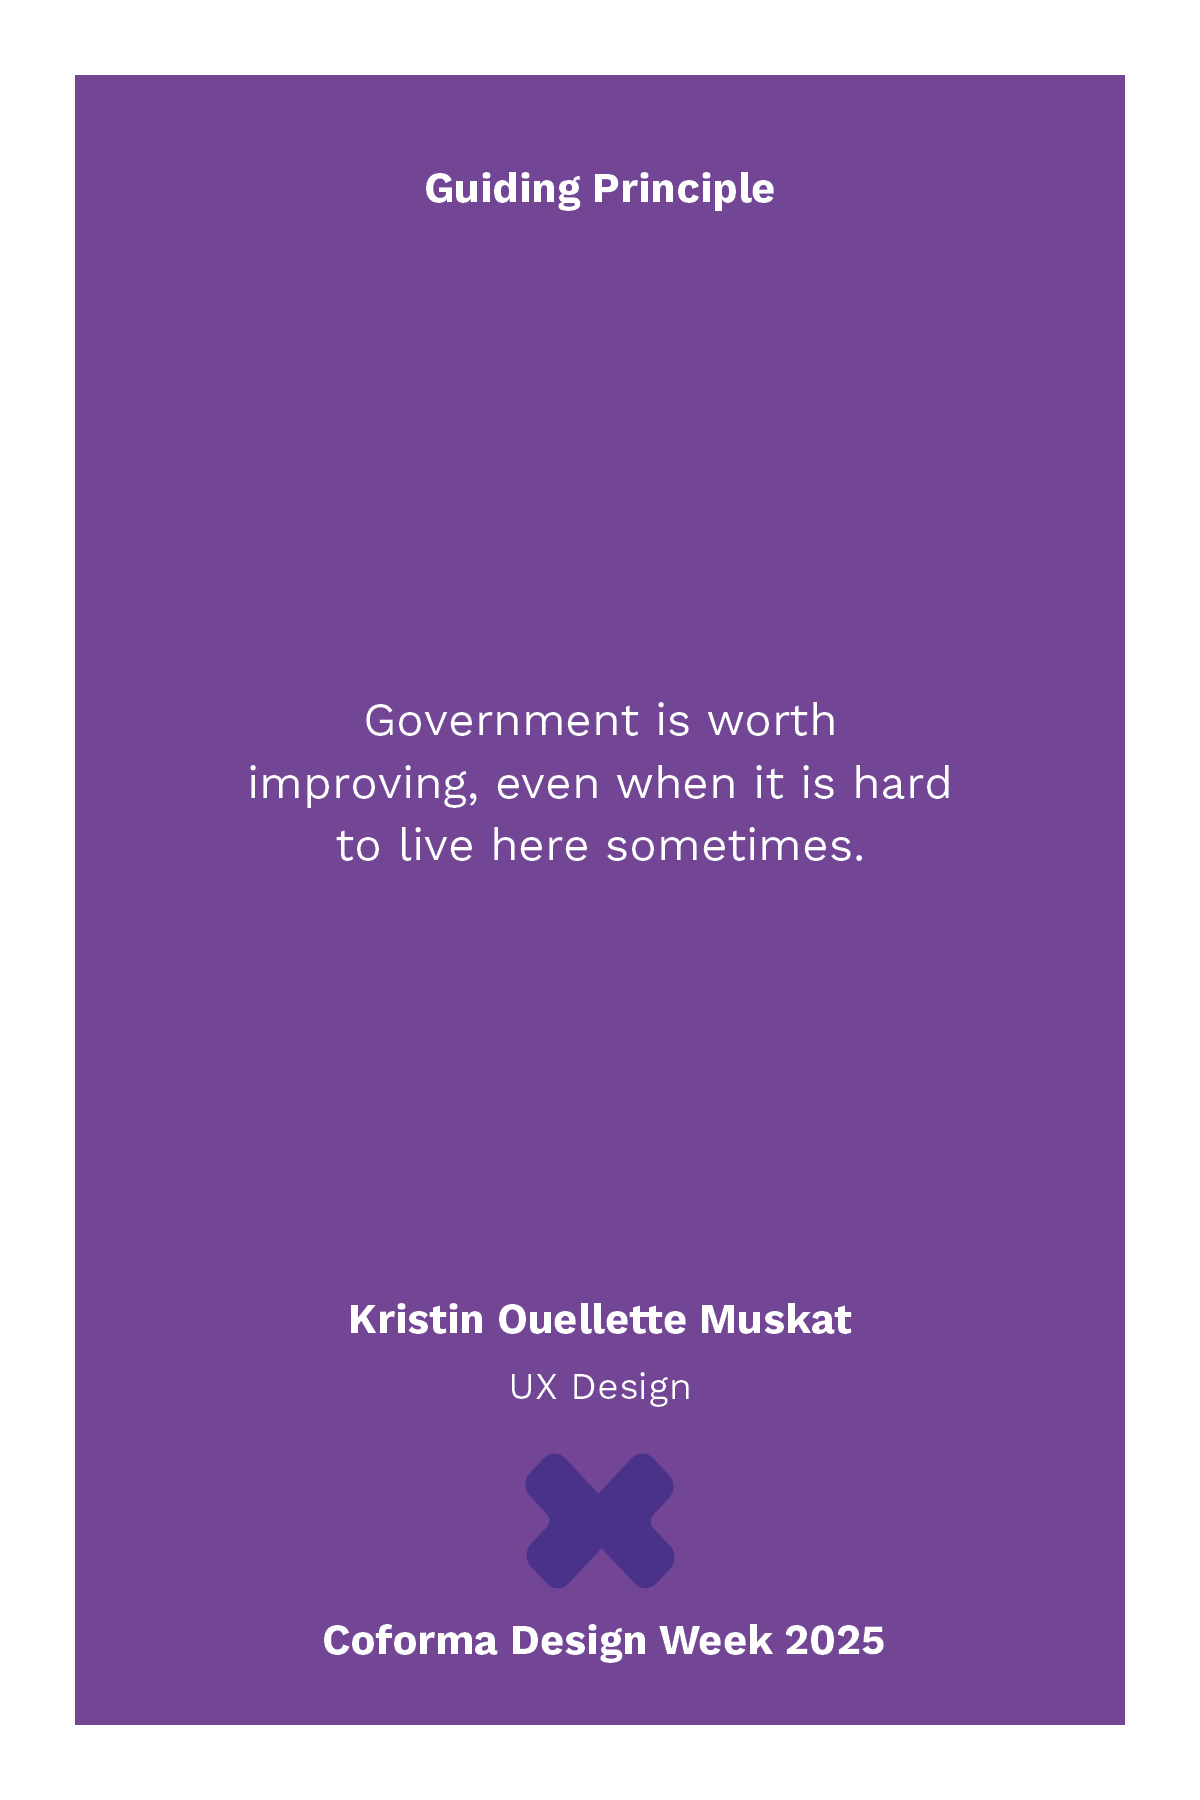 Guiding Principle
Government is worth
improving, even when it is hard
to live here sometimes.
Kristin Ouellette Muskat
UX Design
Coforma Design Week 2025